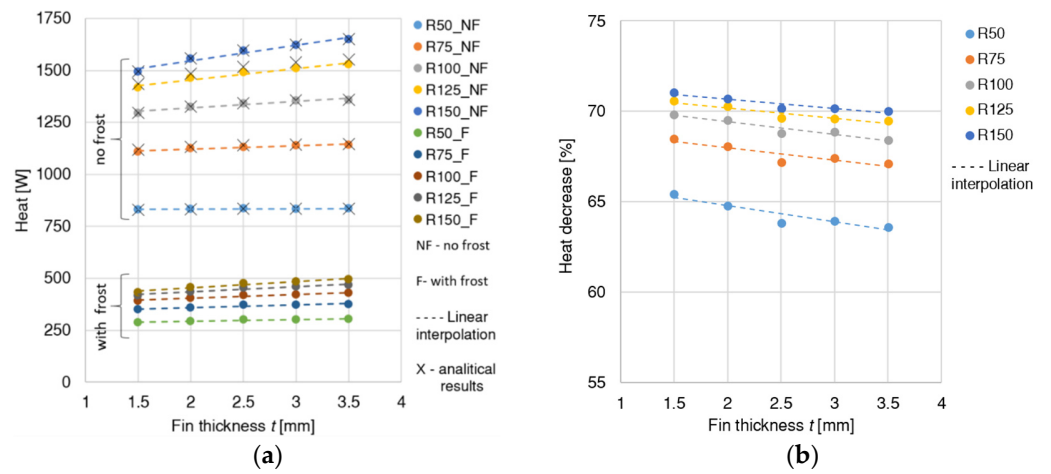 1750
1500
1250
1000
750
500
250
0
Heat [W]
no frost
with frost
1
1.5
2
2.5
3
3.5
4
Fin thickness t [mm]
R50_NF
R75_NF
R100_NF
R125_NF
R150_NF
R50_F
R75_F
R100_F
R125_F
R150_F
NF - no frost
F- with frost
---- Linear
interpolation
X - analitical
results
(a)
75
70
65
60
55
Heat decrease [%]
1
1.5
2
2.5
3
3.5
4
Fin thickness t [mm]
R50
R75
R100
R125
R150
---- Linear
interpolation
(b)